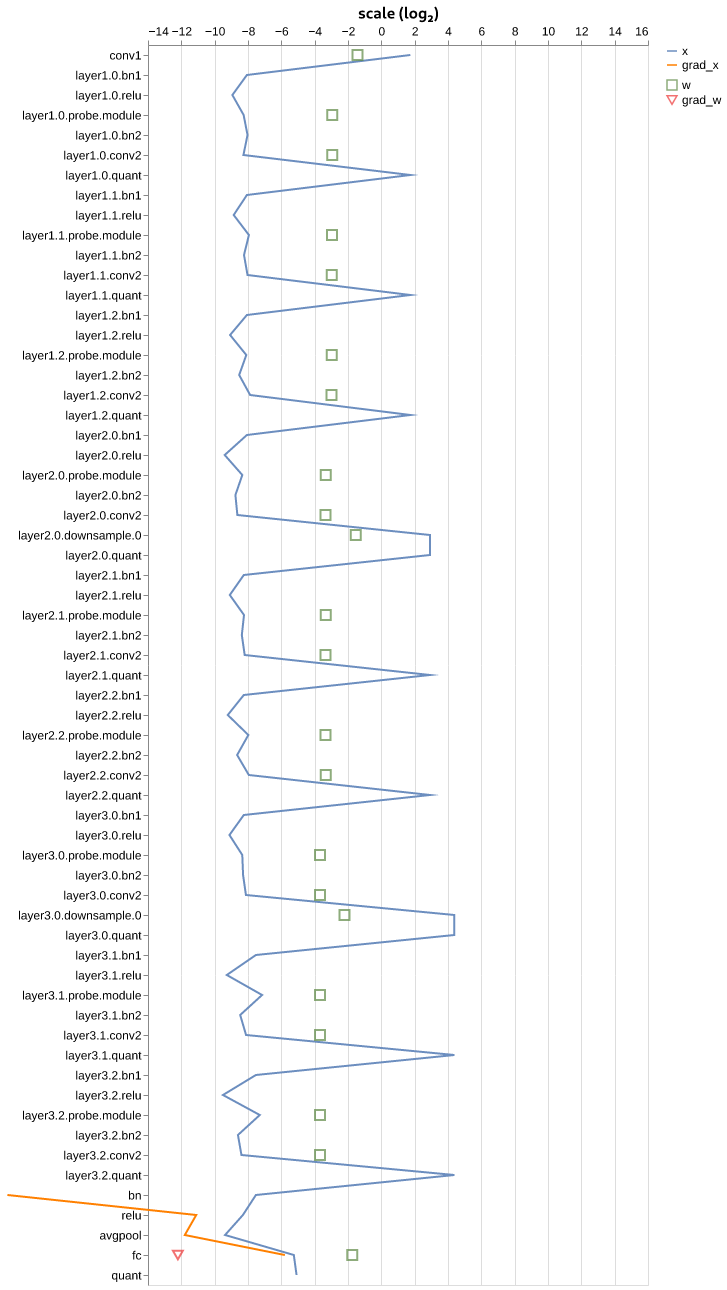 scale (log₂)
−14 −12 −10 −8 −6 −4 −2 0 2 4 6 8 10 12 14 16
x
grad_x
w
grad_w
conv1
layer1.0.bn1
layer1.0.relu
layer1.0.probe.module
layer1.0.bn2
layer1.0.conv2
layer1.0.quant
layer1.1.bn1
layer1.1.relu
layer1.1.probe.module
layer1.1.bn2
layer1.1.conv2
layer1.1.quant
layer1.2.bn1
layer1.2.relu
layer1.2.probe.module
layer1.2.bn2
layer1.2.conv2
layer1.2.quant
layer2.0.bn1
layer2.0.relu
layer2.0.probe.module
layer2.0.bn2
layer2.0.conv2
layer2.0.downsample.0
layer2.0.quant
layer2.1.bn1
layer2.1.relu
layer2.1.probe.module
layer2.1.bn2
layer2.1.conv2
layer2.1.quant
layer2.2.bn1
layer2.2.relu
layer2.2.probe.module
layer2.2.bn2
layer2.2.conv2
layer2.2.quant
layer3.0.bn1
layer3.0.relu
layer3.0.probe.module
layer3.0.bn2
layer3.0.conv2
layer3.0.downsample.0
layer3.0.quant
layer3.1.bn1
layer3.1.relu
layer3.1.probe.module
layer3.1.bn2
layer3.1.conv2
layer3.1.quant
layer3.2.bn1
layer3.2.relu
layer3.2.probe.module
layer3.2.bn2
layer3.2.conv2
layer3.2.quant
bn
relu
avgpool
fc
quant